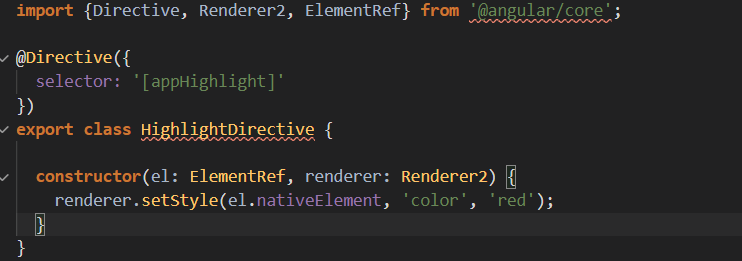 import {Directive, Renderer2, ElementRef} from '@angular/core';
@Directive({
selector: '[appHighlight]'
})
export class HighlightDirective {
constructor(el: ElementRef, renderer: Renderer2) {
renderer.setStyle(el.nativeElement, 'color', 'red');
}
}